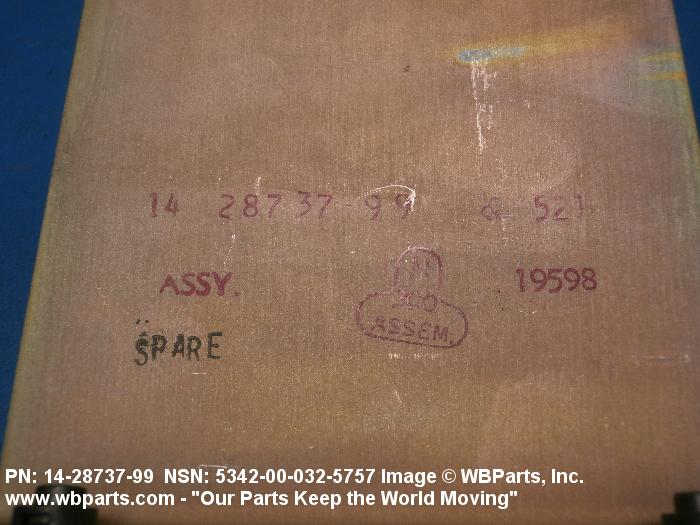 14 28737-99 & 521
ASSY. 19598
300
ASSEM.
SPARE
PN: 14-28737-99 NSN: 5342-00-032-5757 Image © WBParts, Inc.
www.wbparts.com - "Our Parts Keep the World Moving"